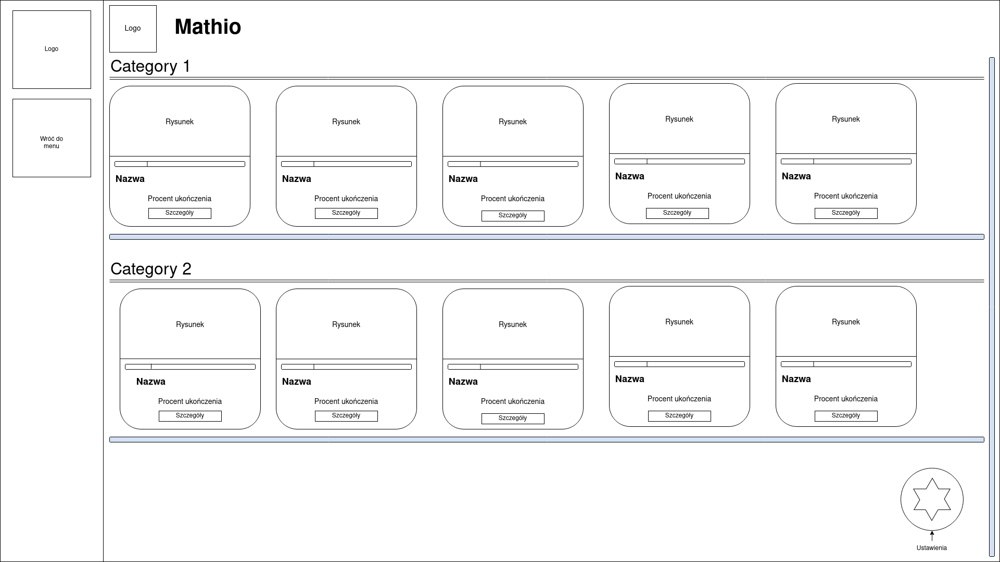 Logo
Wróć do
menu
Logo
Mathio
Category 1
Rysunek
Nazwa
Procent ukończenia
Szczegóły
Rysunek
Nazwa
Procent ukończenia
Szczegóły
Rysunek
Nazwa
Procent ukończenia
Szczegóły
Rysunek
Nazwa
Procent ukończenia
Szczegóły
Rysunek
Nazwa
Procent ukończenia
Szczegóły
Category 2
Rysunek
Nazwa
Procent ukończenia
Szczegóły
Rysunek
Nazwa
Procent ukończenia
Szczegóły
Rysunek
Nazwa
Procent ukończenia
Szczegóły
Rysunek
Nazwa
Procent ukończenia
Szczegóły
Rysunek
Nazwa
Procent ukończenia
Szczegóły
Ustawienia